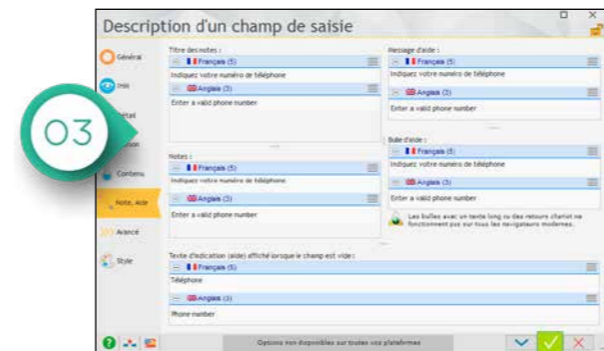 Description d'un champ de saisie
03
Général
IHM
Détail
Contenu
Note, Aide
Avancé
Style
Titre des notes :
Français (5)
Indiquez votre numéro de téléphone
Anglais (3)
Enter a valid phone number
Notes :
Français (5)
Indiquez votre numéro de téléphone
Anglais (3)
Enter a valid phone number
Message d'aide :
Français (5)
Indiquez votre numéro de téléphone
Anglais (3)
Enter a valid phone number
Bulle d'aide :
Français (5)
Indiquez votre numéro de téléphone
Anglais (3)
Enter a valid phone number
Les bulles avec un texte long ou des retours chariot ne
fonctionnent pas sur tous les navigateurs modernes.
Texte d'indication (aide) affiché lorsque le champ est vide :
Français (5)
Téléphone
Anglais (3)
Phone number
Options non disponibles sur toutes vos plateformes